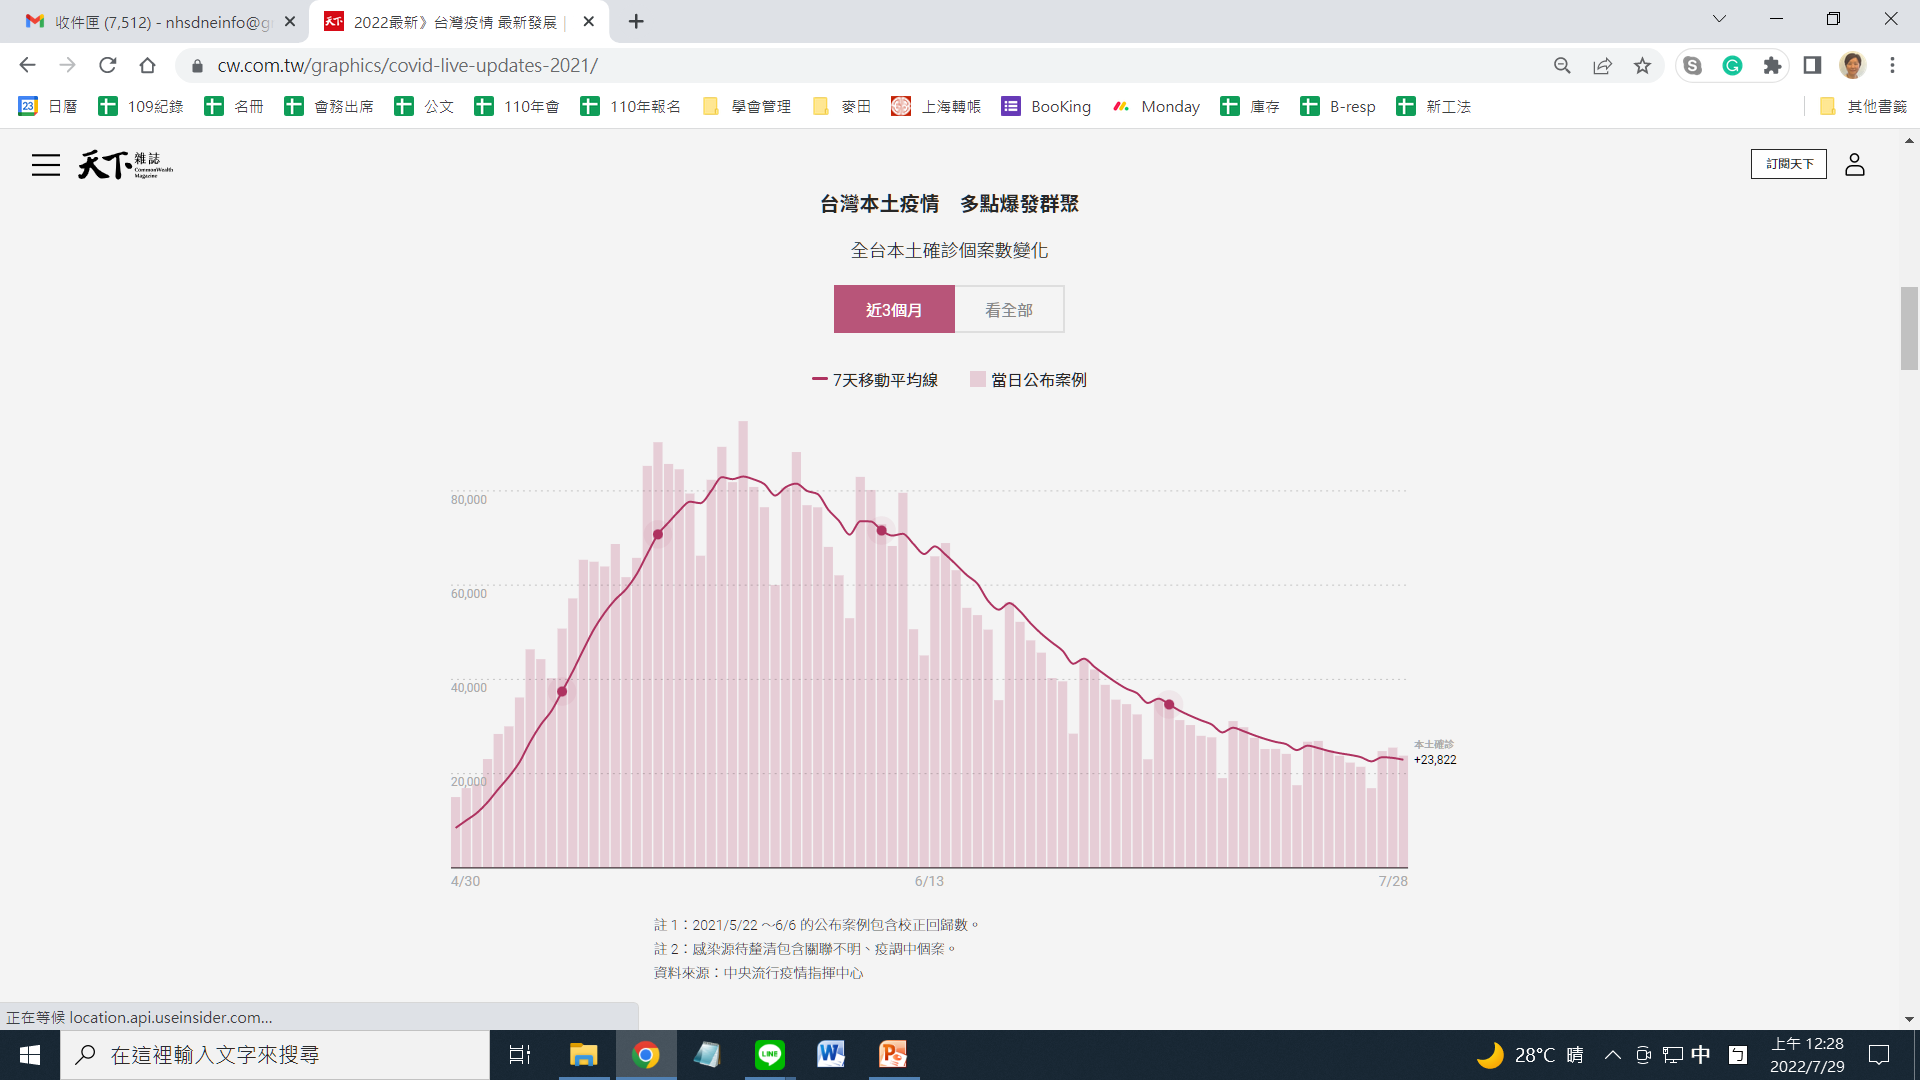 收件匣 (7,512) - nhsdneinfo@g
天下 2022最新》台灣疫情 最新發展｜
cw.com.tw/graphics/covid-live-updates-2021/
23 日曆 109紀錄 名冊 會務出席 公文 110年會 110年報名 學會管理 麥田 上海轉帳 BooKing Monday 庫存 B-resp 新工法 其他書籤
天下 雜誌
CommonWealth
Magazine
訂閱天下
台灣本土疫情 多點爆發群聚
全台本土確診個案數變化
近3個月 看全部
7天移動平均線 當日公布案例
80,000
60,000
40,000
20,000
本土確診
+23,822
4/30 6/13 7/28
註 1：2021/5/22 ～6/6 的公布案例包含校正回歸數。
註 2：感染源待釐清包含關聯不明、疫調中個案。
資料來源：中央流行疫情指揮中心
正在等候 location.api.useinsider.com...
在這裡輸入文字來搜尋
LINE
28°C 晴
中
上午 12:28
2022/7/29